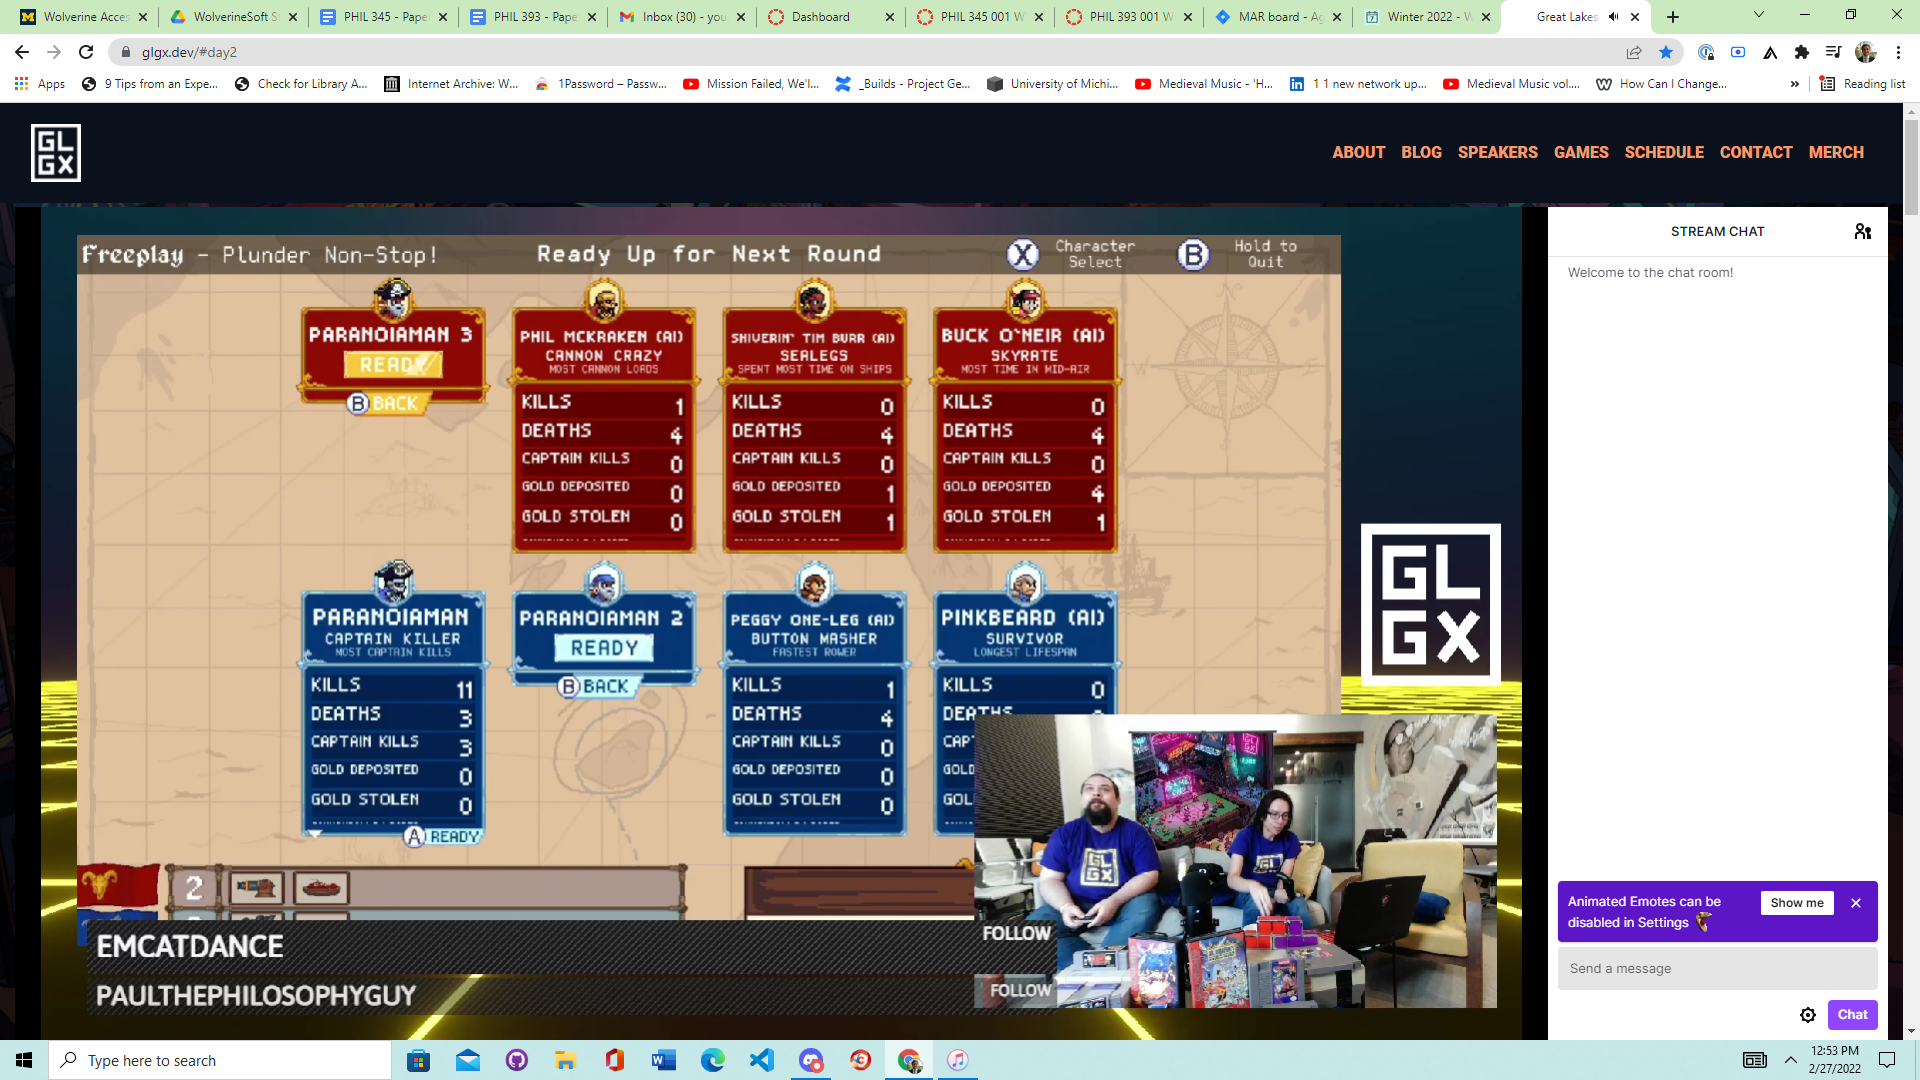 Wolverine Acces
WolverineSoft S
PHIL 345 - Pape
PHIL 393 - Pape
Inbox (30) - you
Dashboard
PHIL 345 001 W
PHIL 393 001 W
MAR board - Ag
Winter 2022 - W
Great Lakes
glgx.dev/#day2
Apps
9 Tips from an Expe...
Check for Library A...
Internet Archive: W...
1Password – Passw...
Mission Failed, We'l...
_Builds - Project Ge...
University of Michi...
Medieval Music - 'H...
1 1 new network up...
Medieval Music vol....
How Can I Change...
»
Reading list
GL
GX
ABOUT BLOG SPEAKERS GAMES SCHEDULE CONTACT MERCH
Freeplay - Plunder Non-Stop!
Ready Up for Next Round
X Character Select
B Hold to Quit
PARANOIAMAN 3
READY
B BACK
PHIL MCKRAKEN (AI)
CANNON CRAZY
MOST CANNON LOADS
KILLS 1
DEATHS 4
CAPTAIN KILLS 0
GOLD DEPOSITED 0
GOLD STOLEN 0
SHIVERIN' TIM BURR (AI)
SEALEGS
SPENT MOST TIME ON SHIPS
KILLS 0
DEATHS 4
CAPTAIN KILLS 0
GOLD DEPOSITED 1
GOLD STOLEN 1
BUCK O'NEIR (AI)
SKYRATE
MOST TIME IN MID-AIR
KILLS 0
DEATHS 4
CAPTAIN KILLS 0
GOLD DEPOSITED 4
GOLD STOLEN 1
PARANOIAMAN
CAPTAIN KILLER
MOST CAPTAIN KILLS
KILLS 11
DEATHS 3
CAPTAIN KILLS 3
GOLD DEPOSITED 0
GOLD STOLEN 0
A READY
PARANOIAMAN 2
READY
B BACK
PEGGY ONE-LEG (AI)
BUTTON MASHER
FASTEST ROWER
KILLS 1
DEATHS 4
CAPTAIN KILLS 0
GOLD DEPOSITED 0
GOLD STOLEN 0
PINKBEARD (AI)
SURVIVOR
LONGEST LIFESPAN
KILLS 0
DEATHS
CAP
GOLD
GOL
2
GL
GX
GL
GX
EMCATDANCE FOLLOW
PAULTHEPHILOSOPHYGUY FOLLOW
STREAM CHAT
Welcome to the chat room!
Animated Emotes can be
disabled in Settings
Show me
Send a message
Chat
Type here to search
12:53 PM
2/27/2022